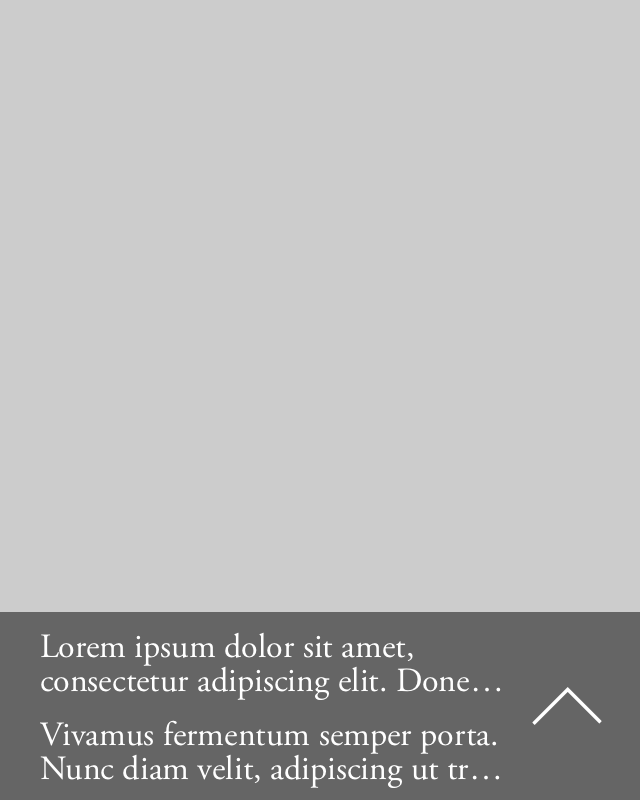 Lorem ipsum dolor sit amet,
consectetur adipiscing elit. Done…
Vivamus fermentum semper porta.
Nunc diam velit, adipiscing ut tr…